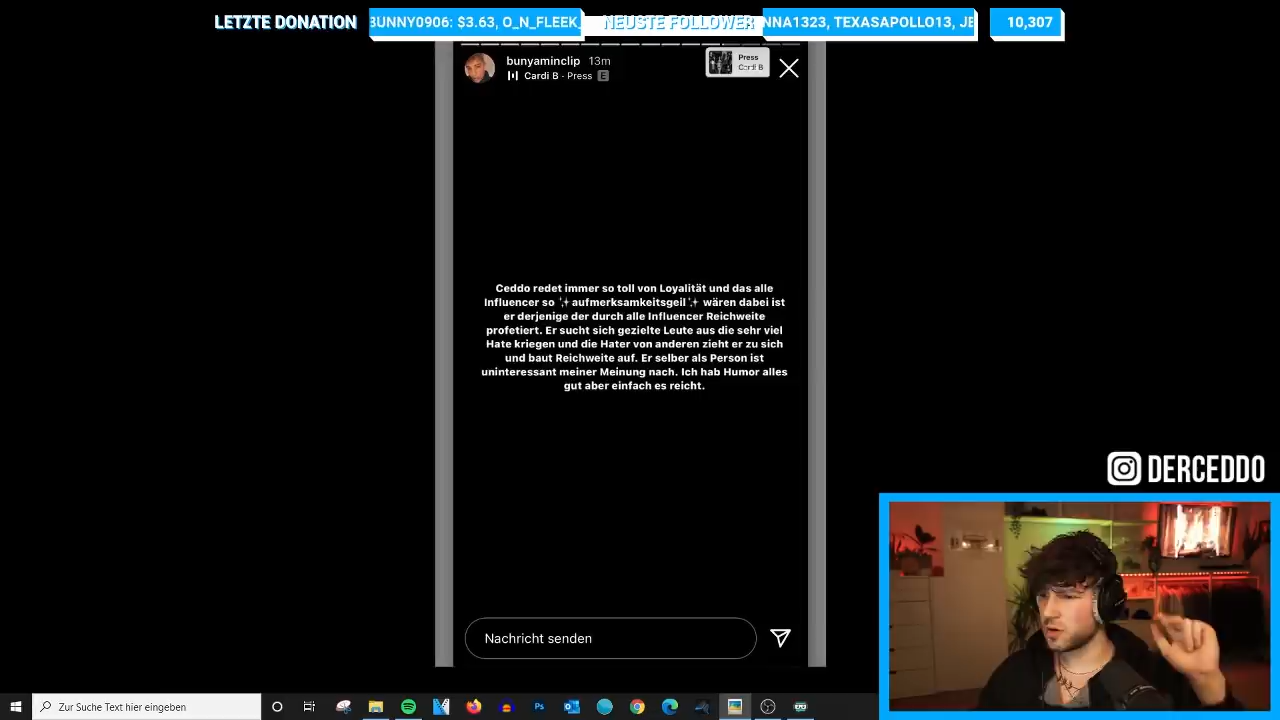 LETZTE DONATION
BUNNY0906: $3.63, O_N_FLEEK_
NEUSTE FOLLOWER
NNA1323, TEXASAPOLLO13, JE
10,307
bunyaminclip 13m
Cardi B · Press E
Press
Cardi B
Ceddo redet immer so toll von Loyalität und das alle
Influencer so ✨aufmerksamkeitsgeil✨ wären dabei ist
er derjenige der durch alle Influencer Reichweite
profetiert. Er sucht sich gezielte Leute aus die sehr viel
Hate kriegen und die Hater von anderen zieht er zu sich
und baut Reichweite auf. Er selber als Person ist
uninteressant meiner Meinung nach. Ich hab Humor alles
gut aber einfach es reicht.
DERCEDDO
Nachricht senden
Zur Suche Text hier eingeben
Ps